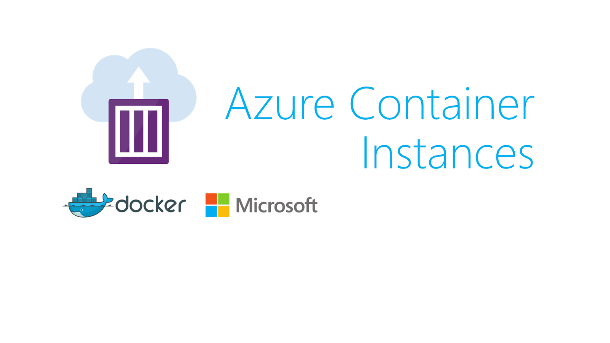 Azure Container
Instances
docker
Microsoft